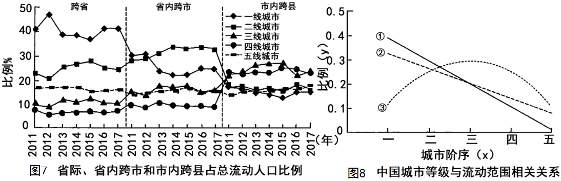 跨省 省内跨市 市内跨县
比例%
60
50
40
30
20
10
0
一线城市
二线城市
三线城市
四线城市
五线城市
2011 2012 2013 2014 2015 2016 2017 2011 2012 2013 2014 2015 2016 2017 2011 2012 2013 2014 2015 2016 2017 (年)
图7 省际、省内跨市和市内跨县占总流动人口比例
比例(y)
0.5
0.4
0.3
0.2
0.1
0
①
②
③
一 二 三 四 五
城市阶序(x)
图8 中国城市等级与流动范围相关关系